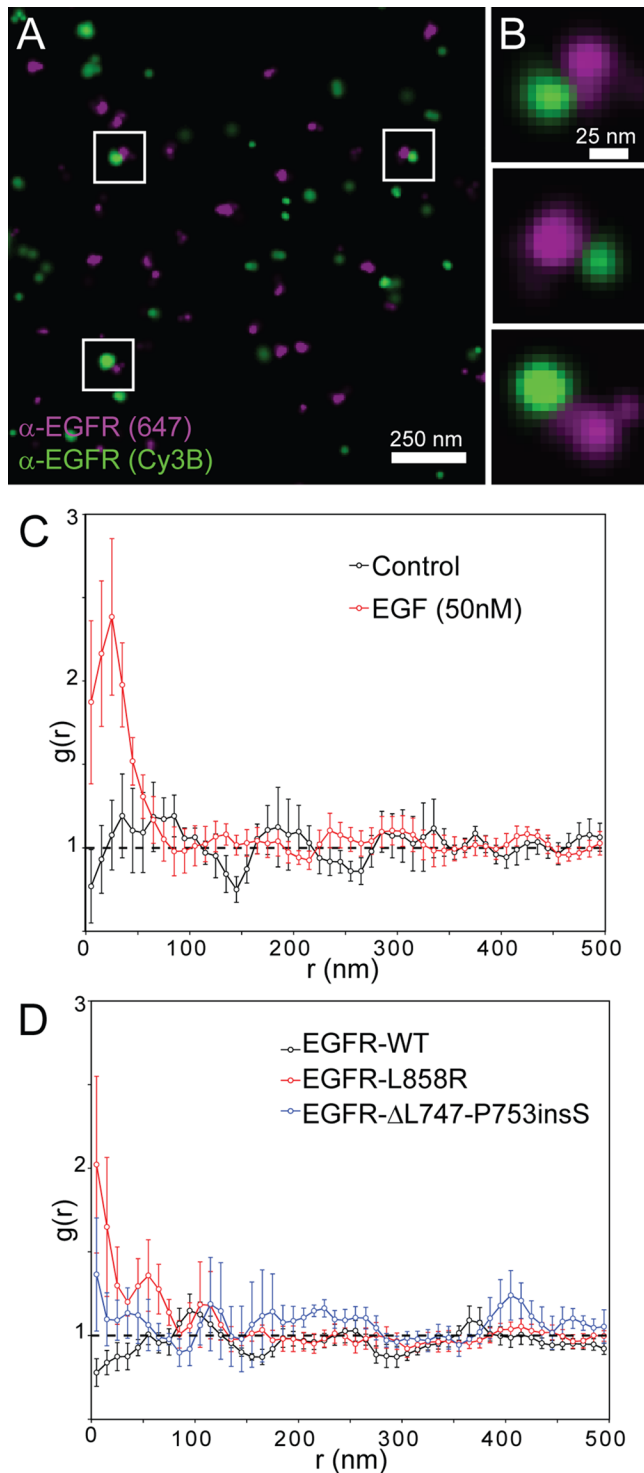 A
B
25 nm
α-EGFR (647)
α-EGFR (Cy3B)
250 nm
C
3
Control
EGF (50nM)
2
g(r)
1
0
100
200
300
400
500
r (nm)
D
3
EGFR-WT
EGFR-L858R
EGFR-ΔL747-P753insS
2
g(r)
1
0
100
200
300
400
500
r (nm)